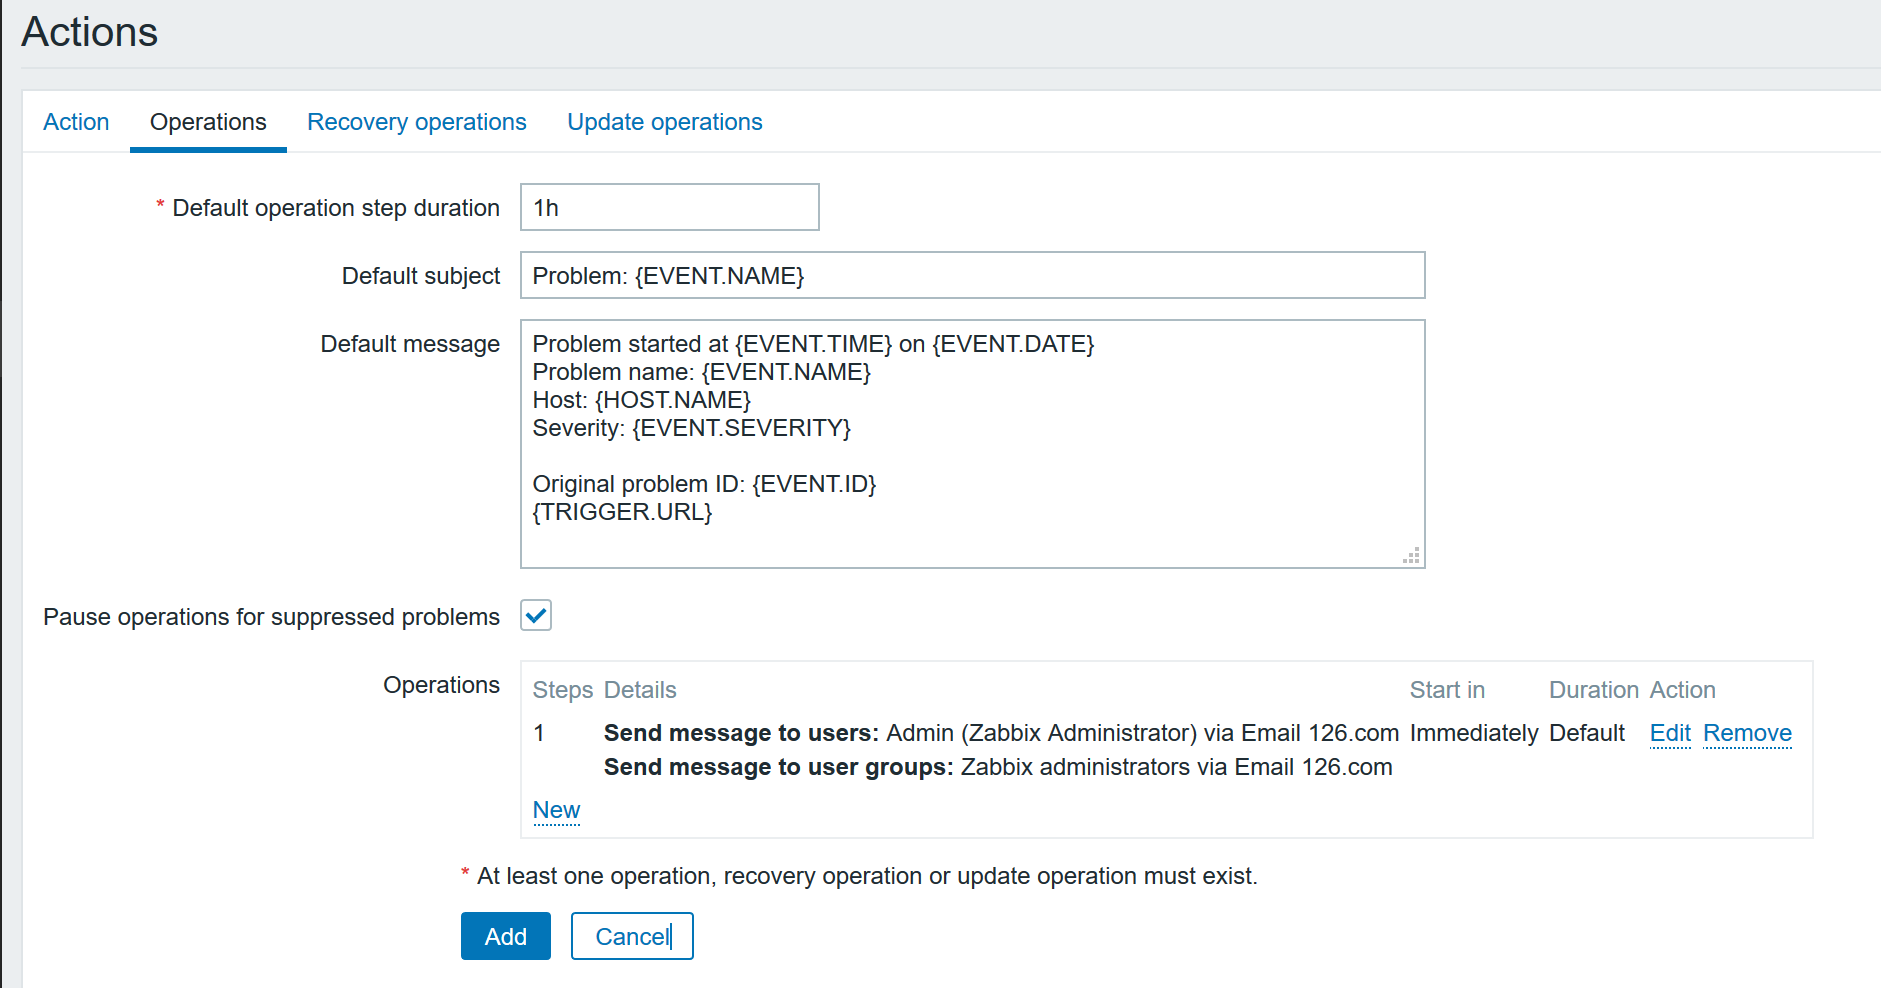 Actions
Action Operations Recovery operations Update operations
* Default operation step duration 1h
Default subject Problem: {EVENT.NAME}
Default message Problem started at {EVENT.TIME} on {EVENT.DATE}
Problem name: {EVENT.NAME}
Host: {HOST.NAME}
Severity: {EVENT.SEVERITY}
Original problem ID: {EVENT.ID}
{TRIGGER.URL}
Pause operations for suppressed problems
Operations Steps Details Start in Duration Action
1 Send message to users: Admin (Zabbix Administrator) via Email 126.com Immediately Default Edit Remove
Send message to user groups: Zabbix administrators via Email 126.com
New
* At least one operation, recovery operation or update operation must exist.
Add Cancel